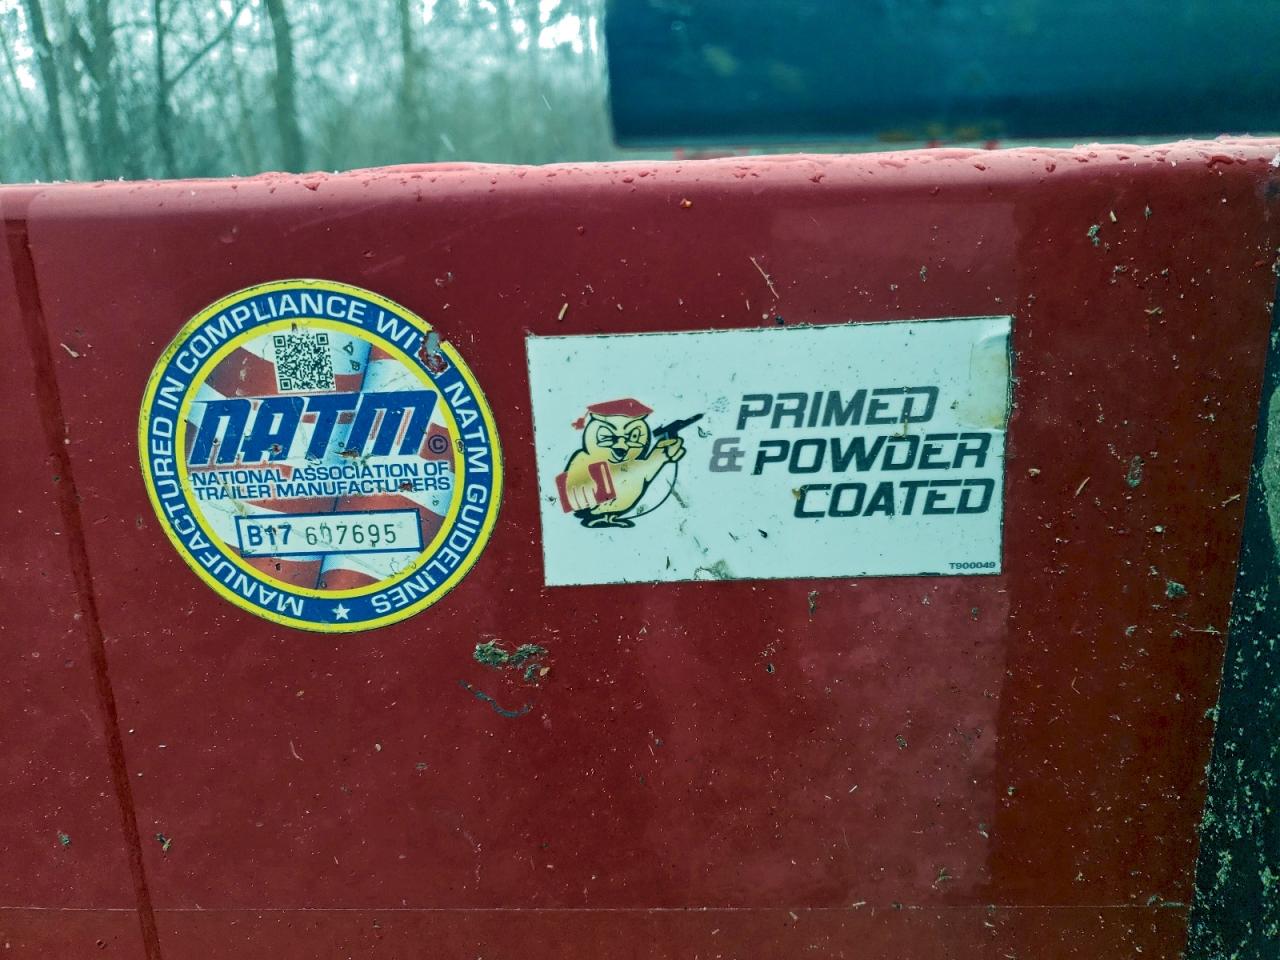 MANUFACTURED IN COMPLIANCE WITH NATM GUIDELINES
NATM©
NATIONAL ASSOCIATION OF
TRAILER MANUFACTURERS
B17 607695
PRIMED
& POWDER
COATED
T900049